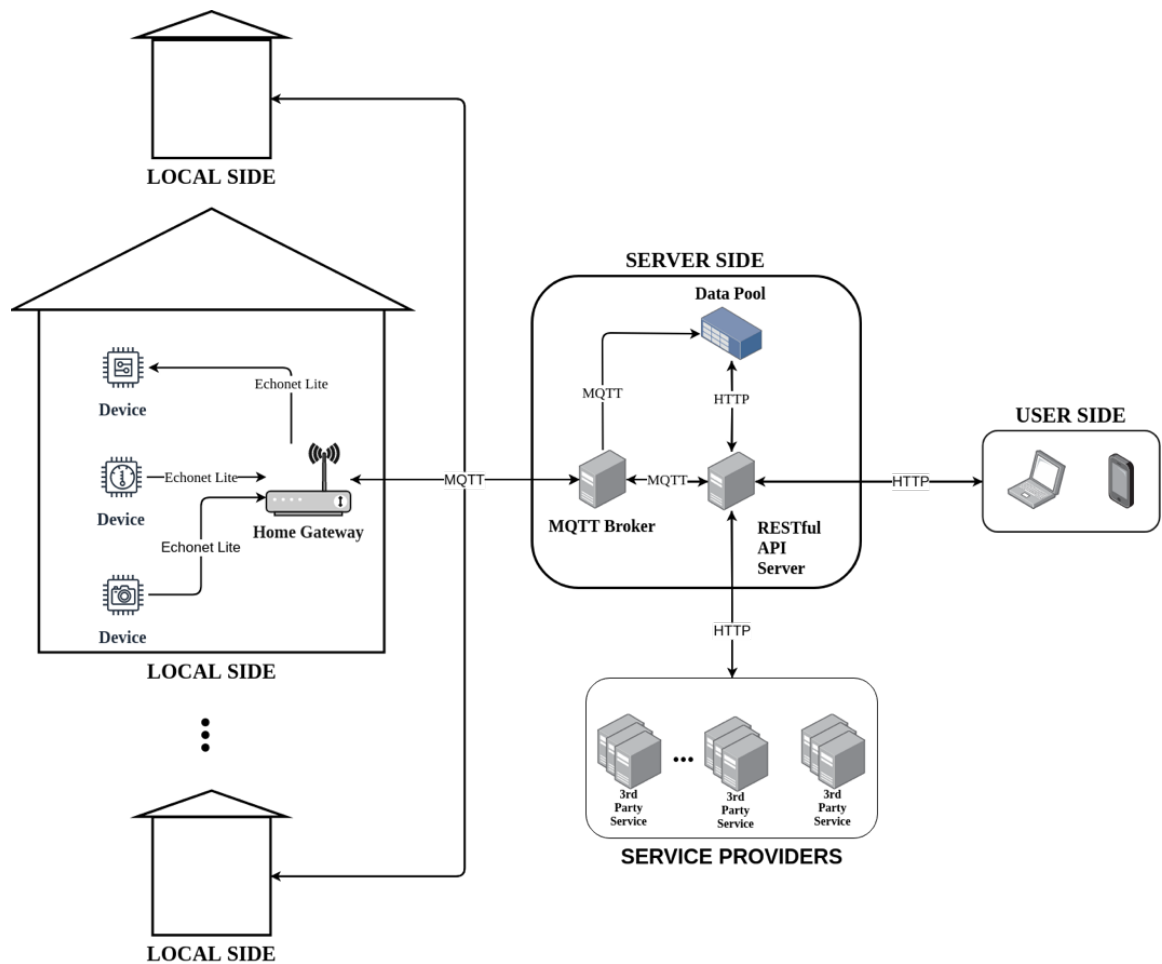 LOCAL SIDE
SERVER SIDE
Data Pool
Echonet Lite
Device
MQTT
HTTP
USER SIDE
Echonet Lite
Device
Home Gateway
MQTT
MQTT
HTTP
MQTT Broker
RESTful
API
Server
Echonet Lite
Device
LOCAL SIDE
HTTP
3rd
Party
Service
3rd
Party
Service
3rd
Party
Service
SERVICE PROVIDERS
LOCAL SIDE